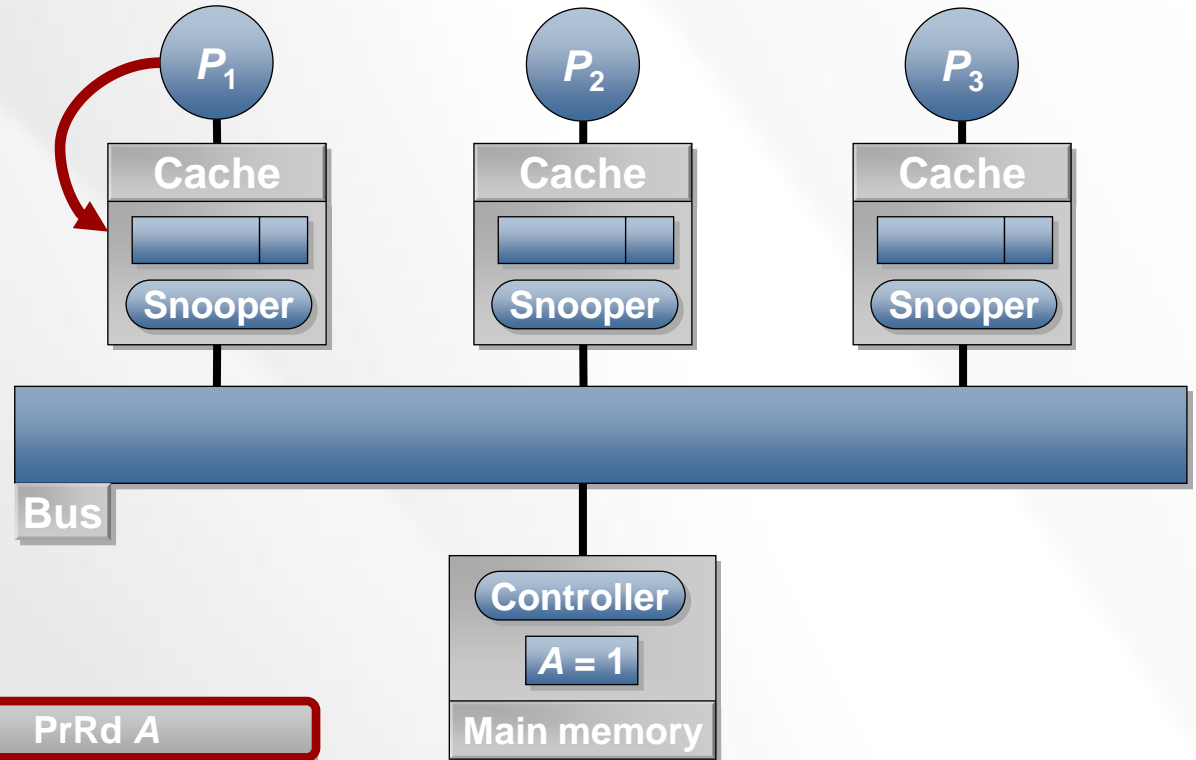 P1
P2
P3
Cache
Cache
Cache
Snooper
Snooper
Snooper
Bus
Controller
A = 1
PrRd A
Main memory